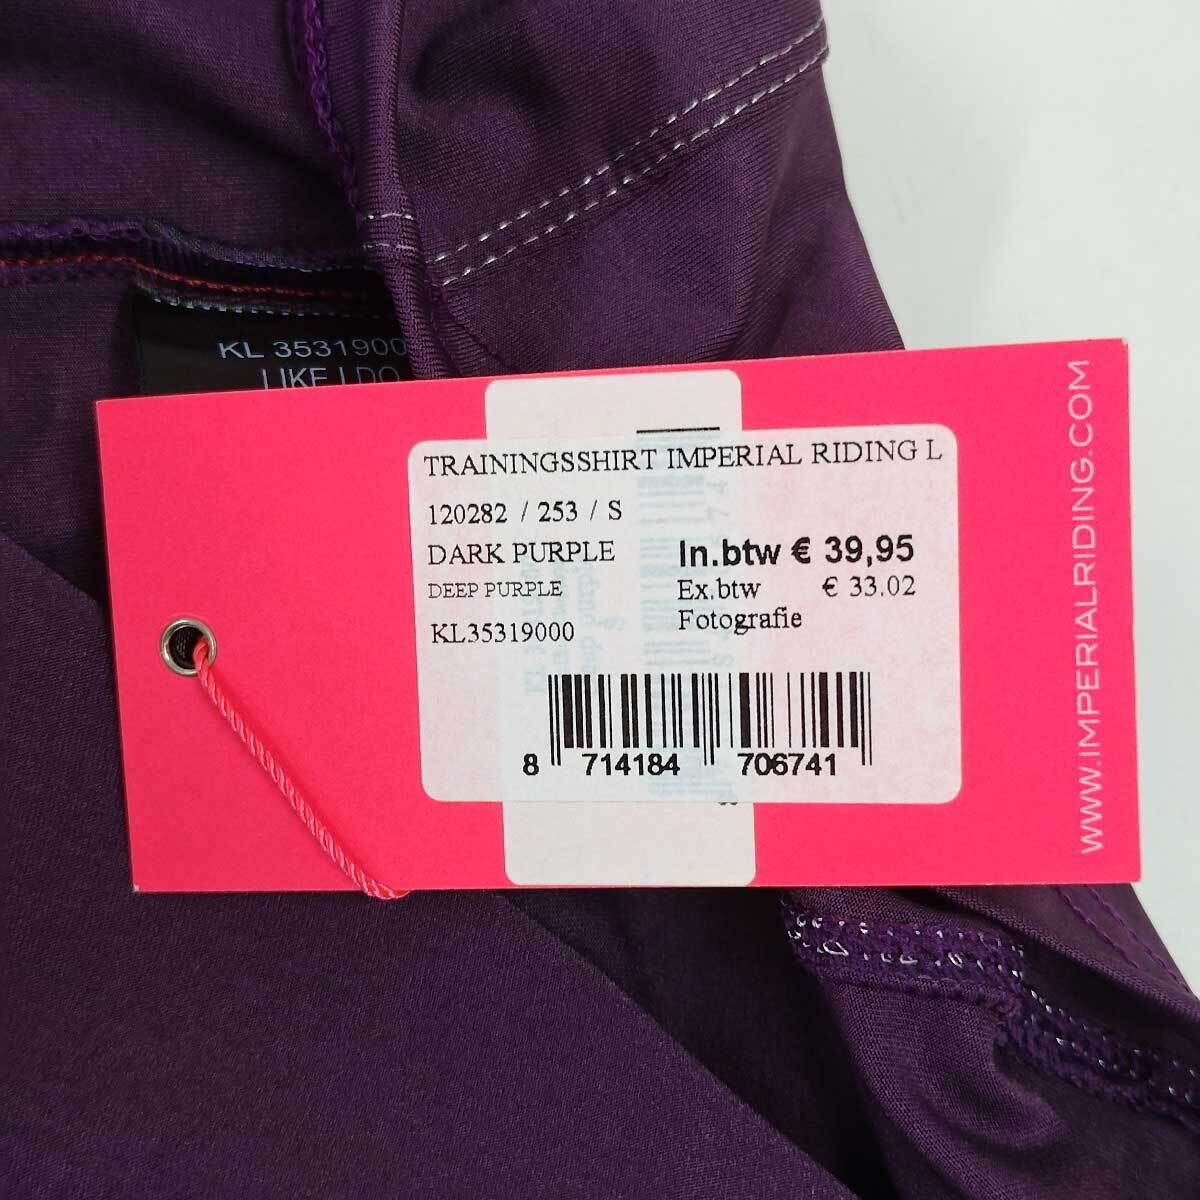 KL 3531900
LIKE I DO
TRAININGSSHIRT IMPERIAL RIDING L
120282 / 253 / S
DARK PURPLE
In.btw € 39,95
DEEP PURPLE
Ex.btw € 33.02
KL35319000
Fotografie
8 714184 706741
WWW.IMPERIALRIDING.COM